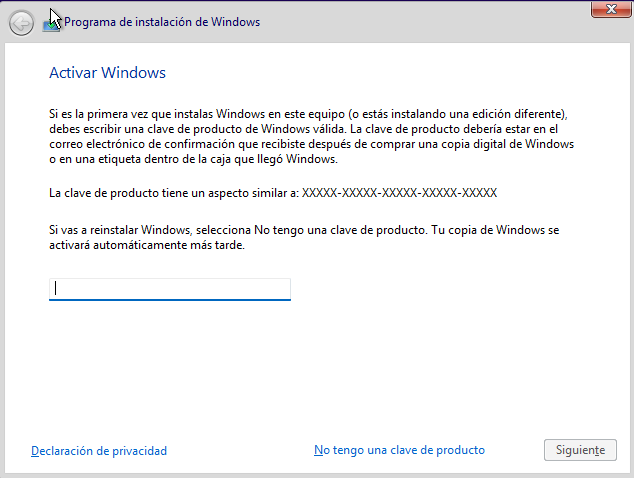 Programa de instalación de Windows
Activar Windows
Si es la primera vez que instalas Windows en este equipo (o estás instalando una edición diferente),
debes escribir una clave de producto de Windows válida. La clave de producto debería estar en el
correo electrónico de confirmación que recibiste después de comprar una copia digital de Windows
o en una etiqueta dentro de la caja que llegó Windows.
La clave de producto tiene un aspecto similar a: XXXXX-XXXXX-XXXXX-XXXXX-XXXXX
Si vas a reinstalar Windows, selecciona No tengo una clave de producto. Tu copia de Windows se
activará automáticamente más tarde.
Declaración de privacidad
No tengo una clave de producto
Siguiente